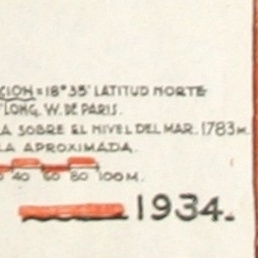 CION = 18° 35' LATITUD NORTE
LONG. W. DE PARIS.
A SOBRE EL NIVEL DEL MAR. 1783 M.
LA APROXIMADA.
40 60 80 100 M.
1934.